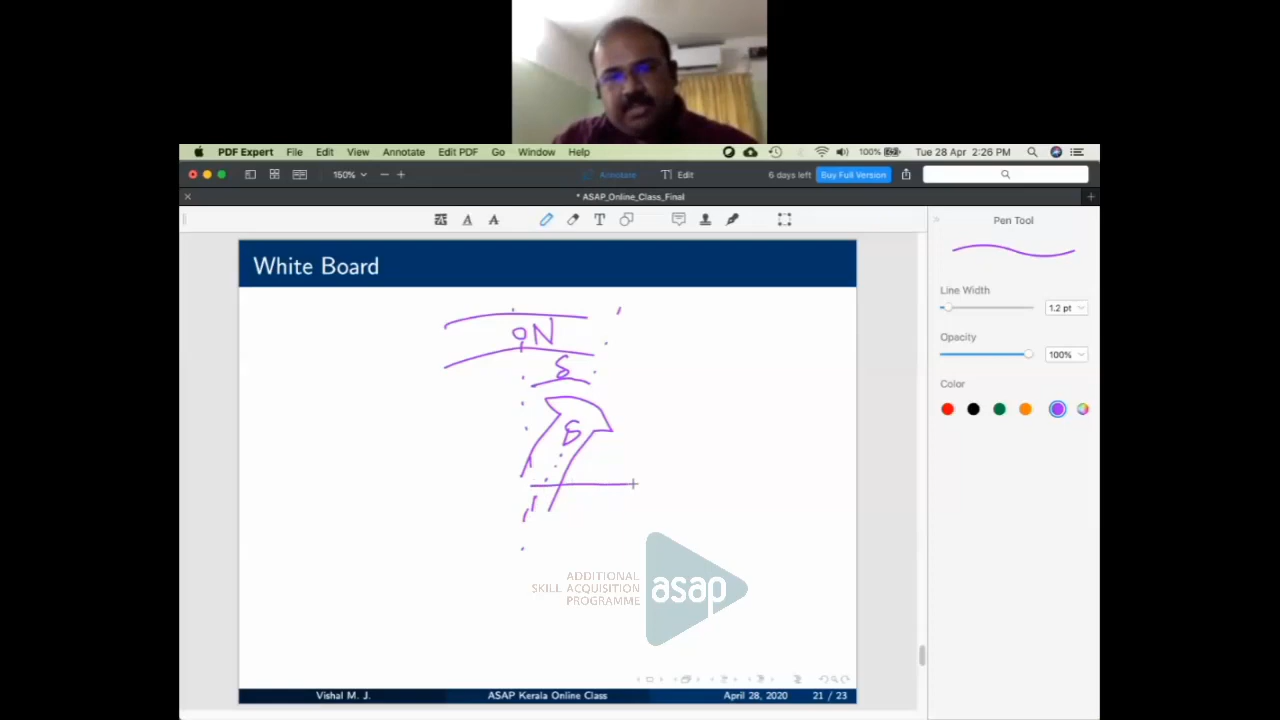 PDF Expert File Edit View Annotate Edit PDF Go Window Help 100% Tue 28 Apr 2:26 PM
150% Annotate Edit 6 days left Buy Full Version
* ASAP_Online_Class_Final
Pen Tool
White Board
Line Width
1.2 pt
Opacity
100%
Color
N
S
ADDITIONAL
SKILL ACQUISITION
PROGRAMME
asap
Vishal M. J. ASAP Kerala Online Class April 28, 2020 21 / 23